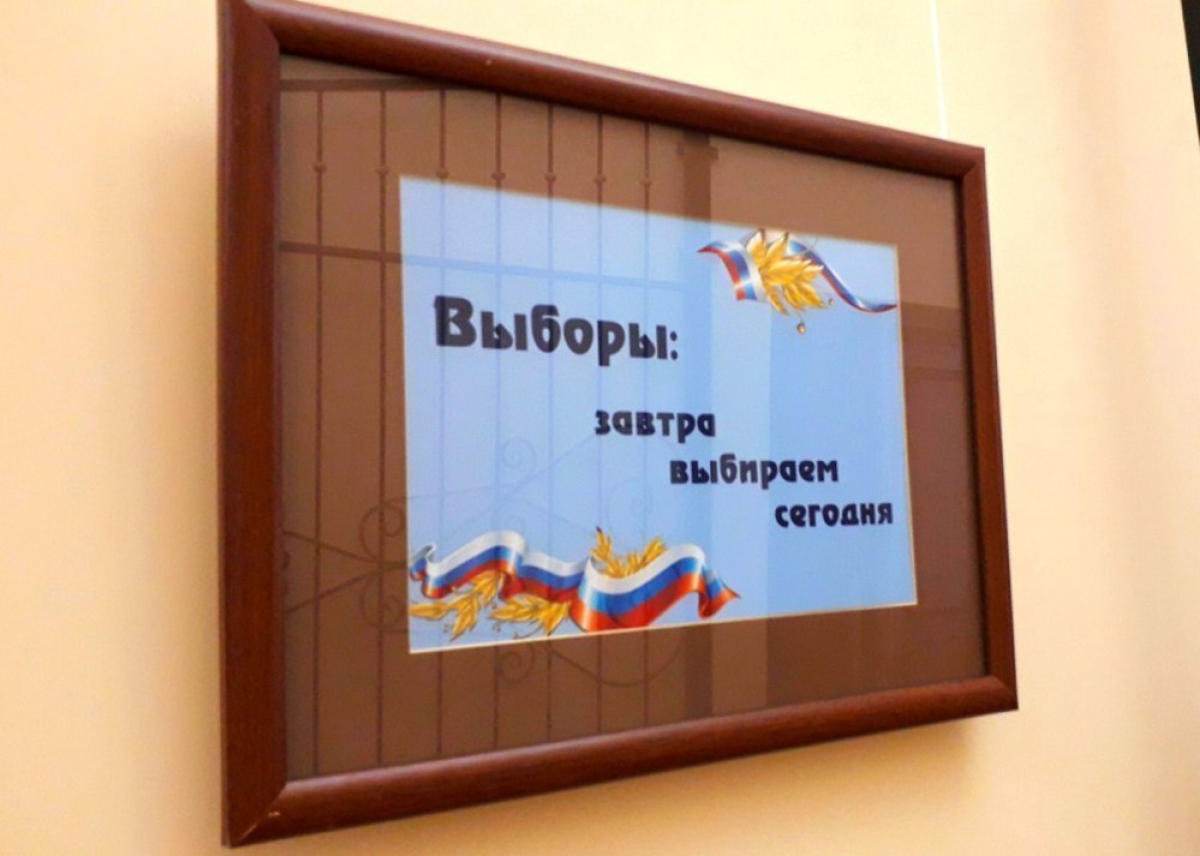 Выборы:
завтра
выбираем
сегодня